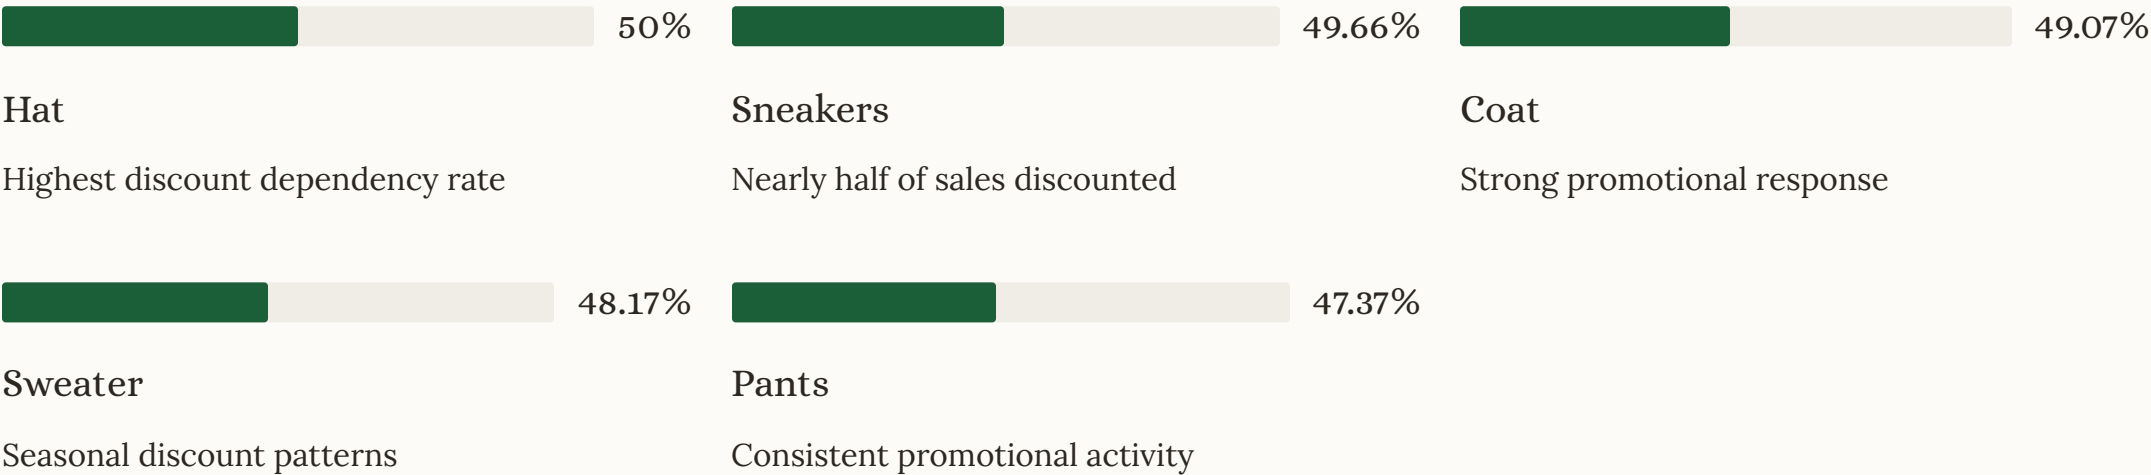 50%
Hat
Highest discount dependency rate
49.66%
Sneakers
Nearly half of sales discounted
49.07%
Coat
Strong promotional response
48.17%
Sweater
Seasonal discount patterns
47.37%
Pants
Consistent promotional activity